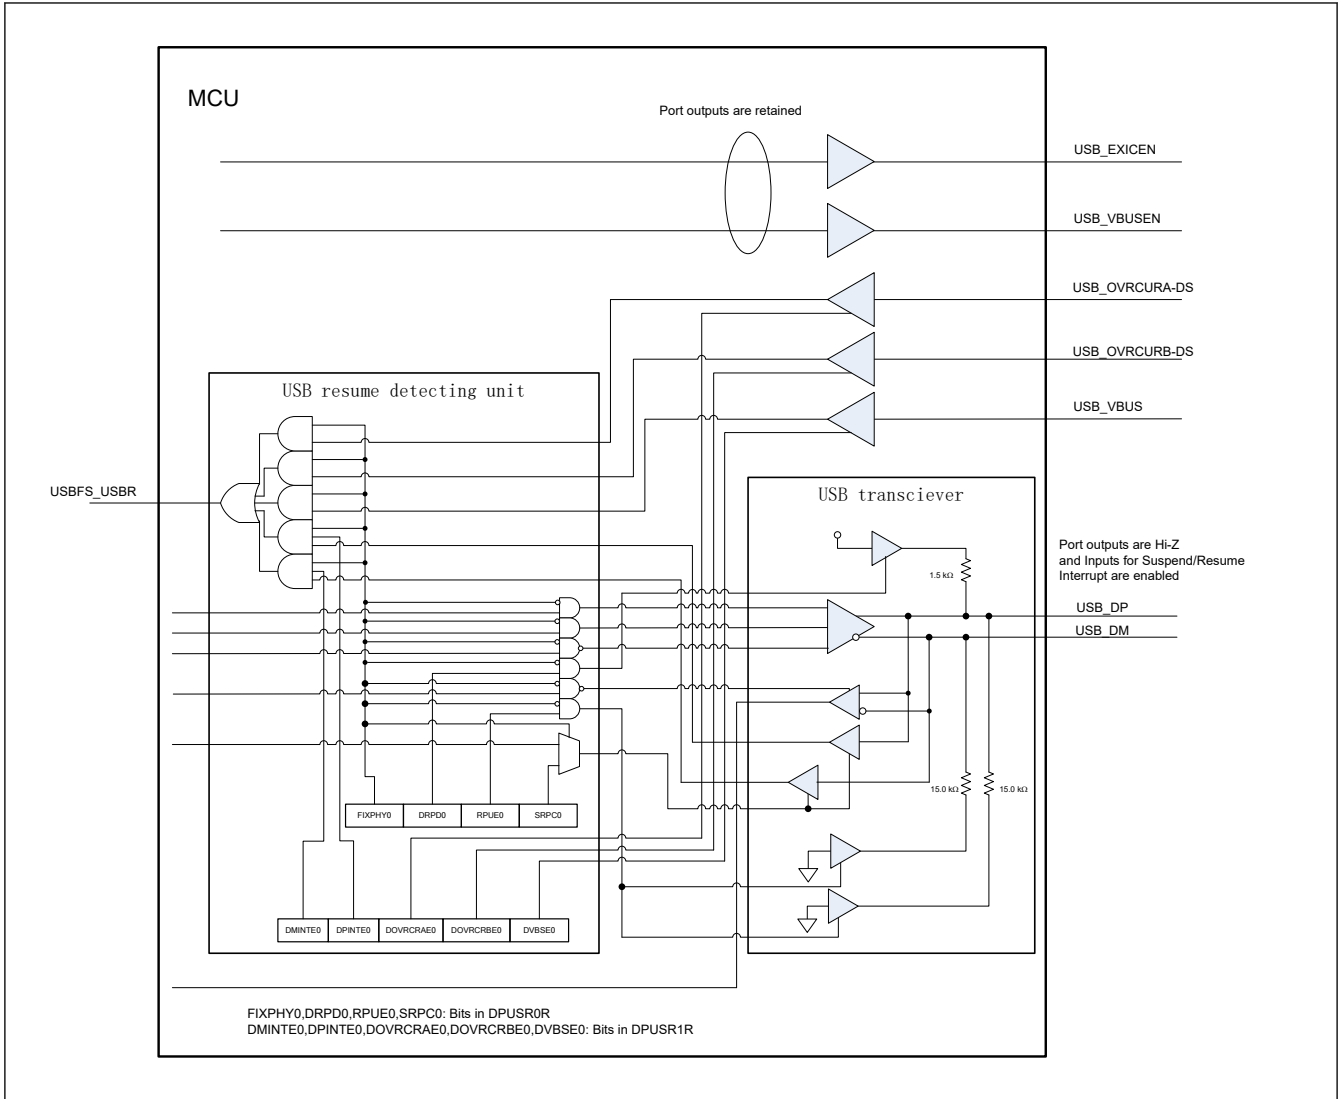 MCU
Port outputs are retained
USB_EXICEN
USB_VBUSEN
USB_OVRCURA-DS
USB_OVRCURB-DS
USB_VBUS
USB resume detecting unit
USBFS_USBR
USB transciever
Port outputs are Hi-Z
and Inputs for Suspend/Resume
Interrupt are enabled
1.5 kΩ
USB_DP
USB_DM
15.0 kΩ
15.0 kΩ
FIXPHY0
DRPD0
RPUE0
SRPC0
DMINTE0
DPINTE0
DOVRCRAE0
DOVRCRBE0
DVBSE0
FIXPHY0,DRPD0,RPUE0,SRPC0: Bits in DPUSR0R
DMINTE0,DPINTE0,DOVRCRAE0,DOVRCRBE0,DVBSE0: Bits in DPUSR1R